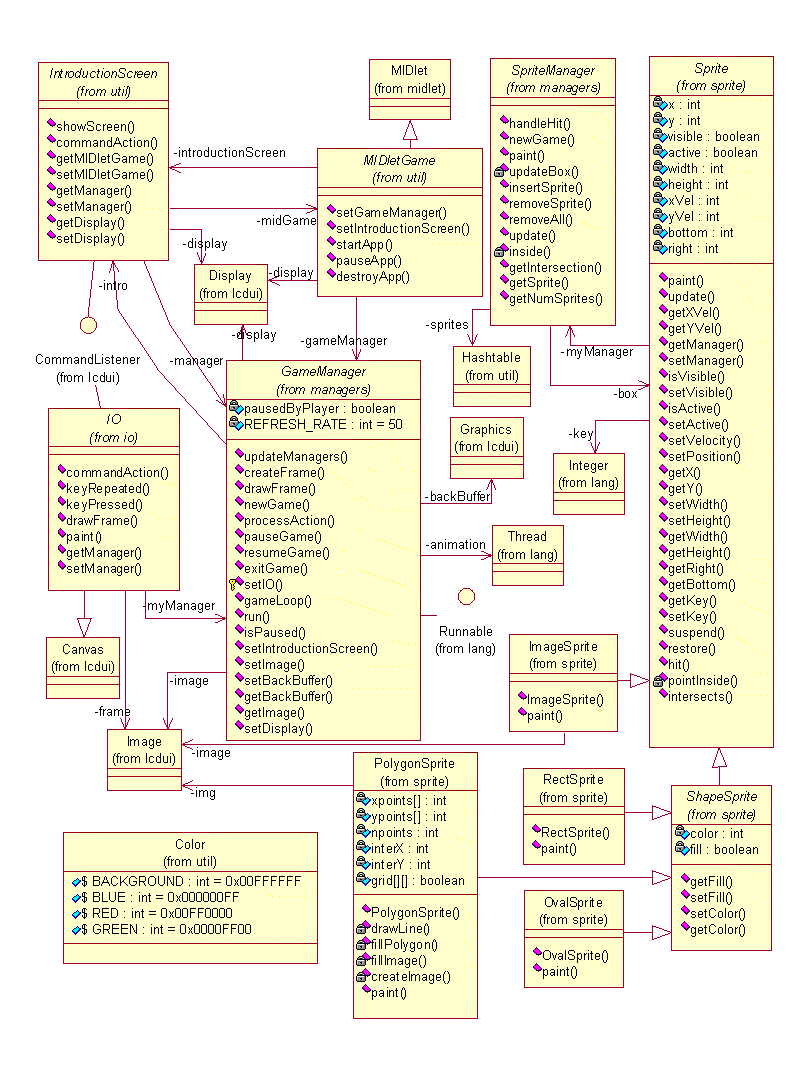 IntroductionScreen
(from util)
showScreen()
commandAction()
getMIDletGame()
setMIDletGame()
getManager()
setManager()
getDisplay()
setDisplay()
MIDlet
(from midlet)
SpriteManager
(from managers)
handleHit()
newGame()
paint()
updateBox()
insertSprite()
removeSprite()
removeAll()
update()
inside()
getIntersection()
getSprite()
getNumSprites()
Sprite
(from sprite)
x : int
y : int
visible : boolean
active : boolean
width : int
height : int
xVel : int
yVel : int
bottom : int
right : int
paint()
update()
getXVel()
getYVel()
getManager()
setManager()
isVisible()
setVisible()
isActive()
setActive()
setVelocity()
setPosition()
getX()
getY()
setWidth()
setHeight()
getWidth()
getHeight()
getRight()
getBottom()
getKey()
setKey()
suspend()
restore()
hit()
pointInside()
intersects()
-introductionScreen
MIDletGame
(from util)
setGameManager()
setIntroductionScreen()
startApp()
pauseApp()
destroyApp()
-midGame
-display
Display
(from lcdui)
-display
-intro
-display
-gameManager
-sprites
-myManager
-box
-key
Hashtable
(from util)
CommandListener
(from lcdui)
-manager
GameManager
(from managers)
pausedByPlayer : boolean
REFRESH_RATE : int = 50
updateManagers()
createFrame()
drawFrame()
newGame()
processAction()
pauseGame()
resumeGame()
exitGame()
setIO()
gameLoop()
run()
isPaused()
setIntroductionScreen()
setImage()
setBackBuffer()
getBackBuffer()
getImage()
setDisplay()
Graphics
(from lcdui)
-backBuffer
Integer
(from lang)
-animation
Thread
(from lang)
Runnable
(from lang)
IO
(from io)
commandAction()
keyRepeated()
keyPressed()
drawFrame()
paint()
getManager()
setManager()
-myManager
Canvas
(from lcdui)
-image
-frame
Image
(from lcdui)
-image
-img
ImageSprite
(from sprite)
ImageSprite()
paint()
PolygonSprite
(from sprite)
xpoints[] : int
ypoints[] : int
npoints : int
interX : int
interY : int
grid[][] : boolean
PolygonSprite()
drawLine()
fillPolygon()
fillImage()
createImage()
paint()
RectSprite
(from sprite)
RectSprite()
paint()
ShapeSprite
(from sprite)
color : int
fill : boolean
getFill()
setFill()
setColor()
getColor()
OvalSprite
(from sprite)
OvalSprite()
paint()
Color
(from util)
$ BACKGROUND : int = 0x00FFFFFF
$ BLUE : int = 0x000000FF
$ RED : int = 0x00FF0000
$ GREEN : int = 0x0000FF00